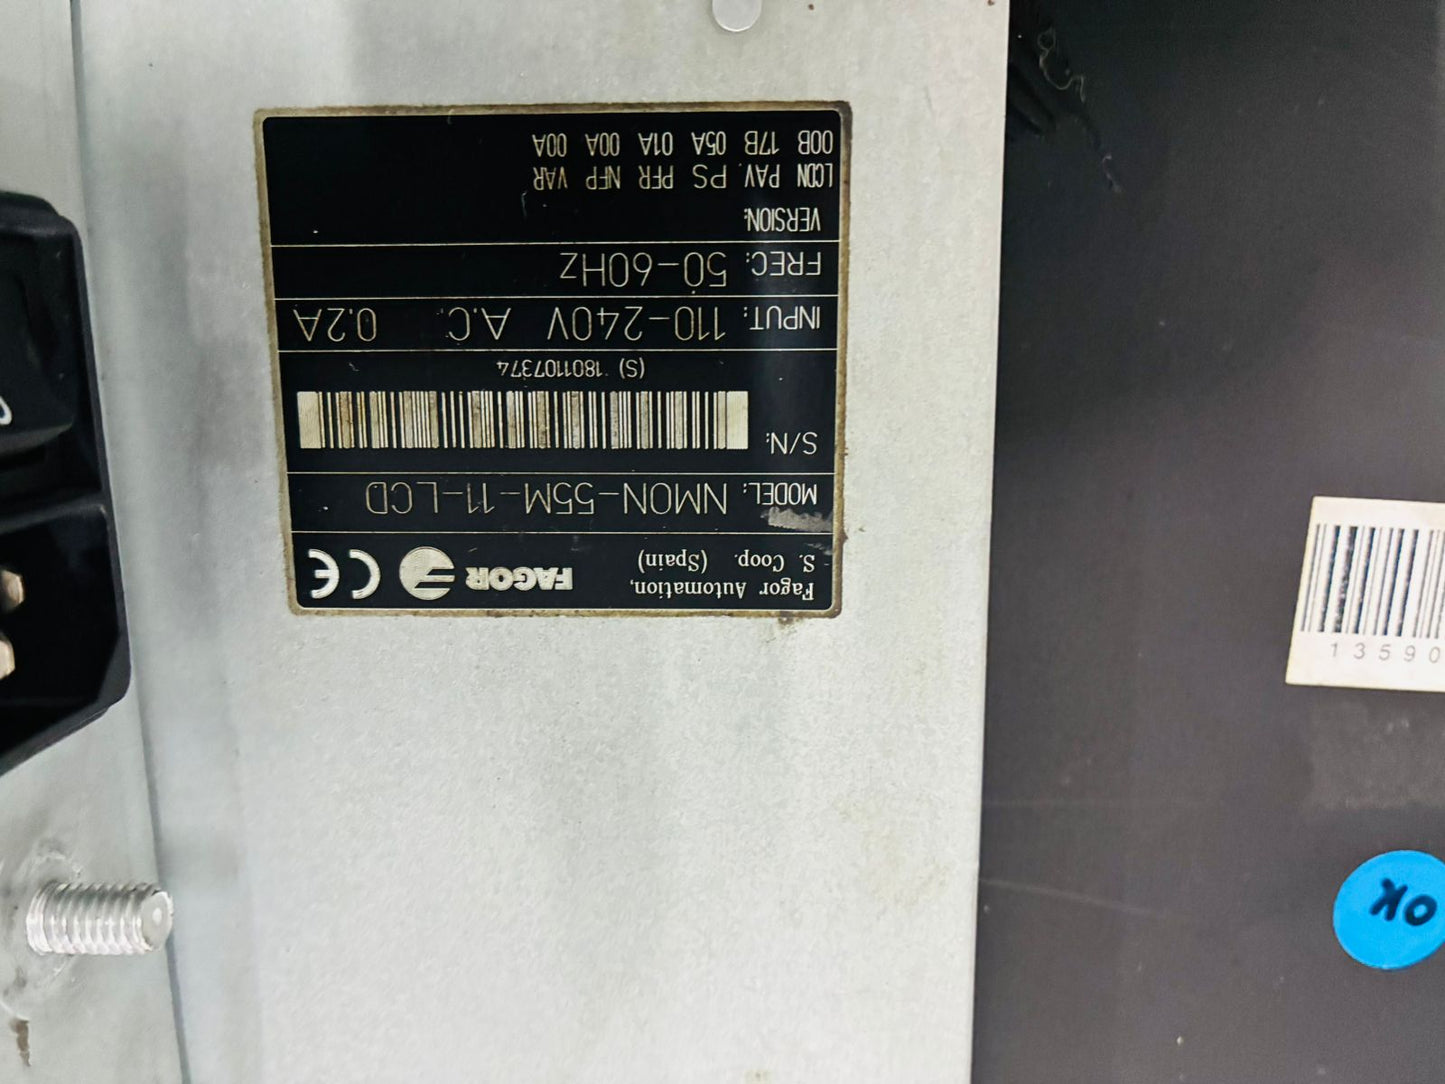 Fagor Automation,
S. Coop. (Spain)
FAGOR
CE
MODEL: NMON-55M-11-LCD
S/N:
(S) 1801107374
INPUT: 110-240V A.C. 0.2A
FREC: 50-60Hz
VERSION:
LCDN PAV. PS PFR NFP VAR
00B 17B 05A 01A 00A 00A
13590
OK